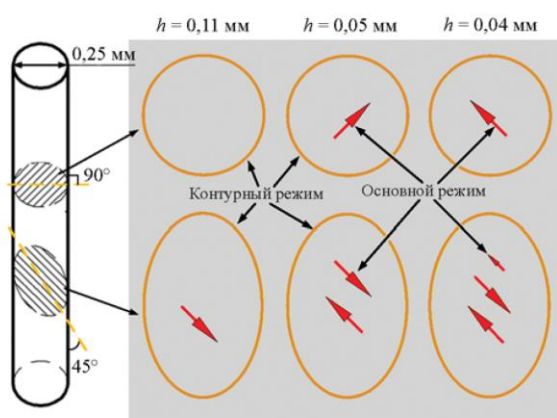 h = 0,11 мм
h = 0,05 мм
h = 0,04 мм
0,25 мм
90°
Контурный режим
Основной режим
45°